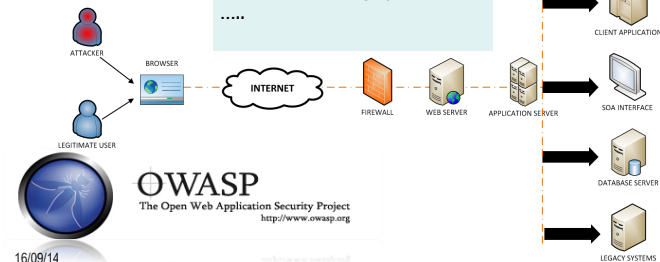 .....
CLIENT APPLICATION
ATTACKER
BROWSER
INTERNET
FIREWALL
WEB SERVER
APPLICATION SERVER
SOA INTERFACE
LEGITIMATE USER
DATABASE SERVER
OWASP
The Open Web Application Security Project
http://www.owasp.org
16/09/14
LEGACY SYSTEMS